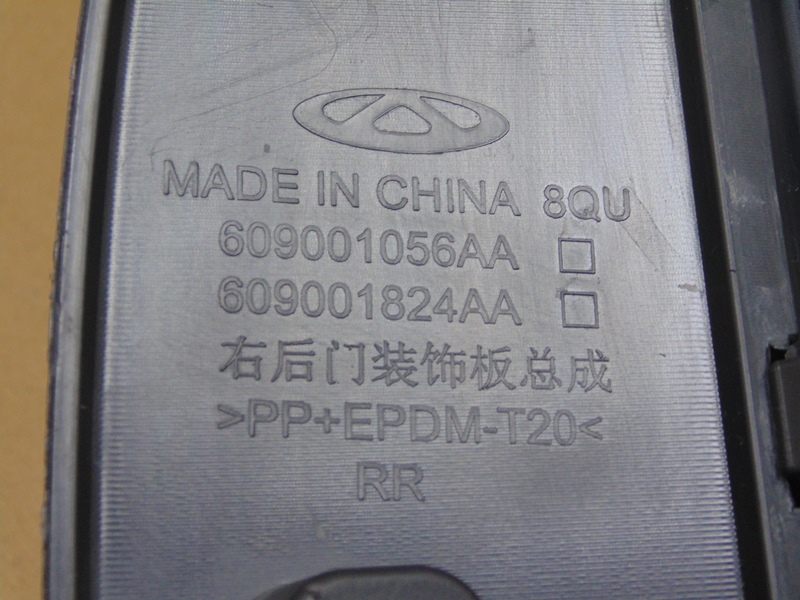 MADE IN CHINA 8QU
609001056AA □
609001824AA □
右后门装饰板总成
>PP+EPDM-T20<
RR